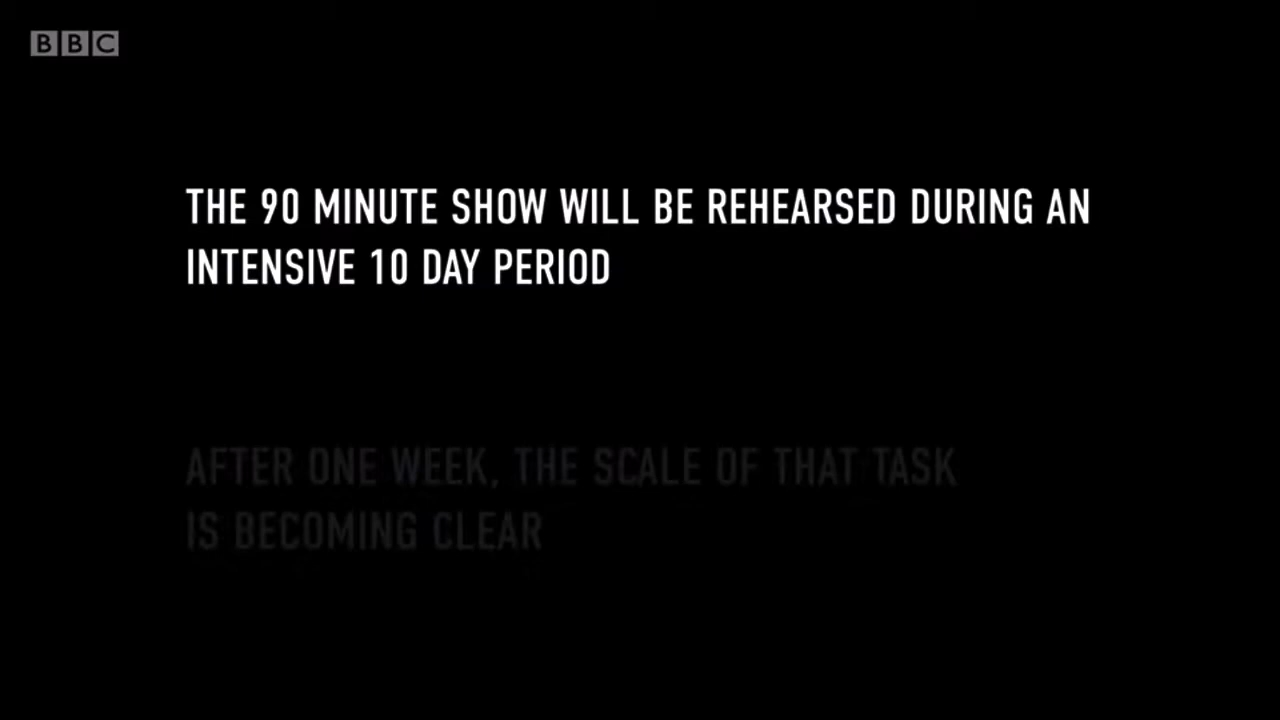 BBC
THE 90 MINUTE SHOW WILL BE REHEARSED DURING AN
INTENSIVE 10 DAY PERIOD
AFTER ONE WEEK, THE SCALE OF THAT TASK
IS BECOMING CLEAR